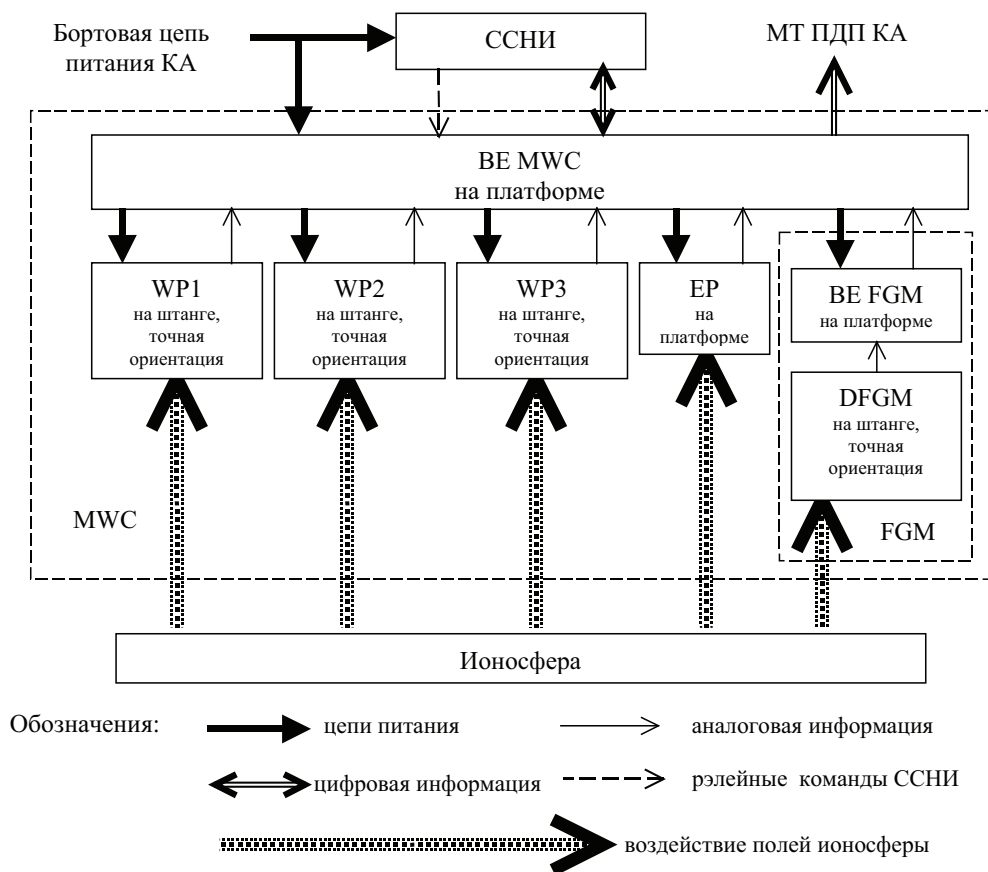 Бортовая цепь
питания КА
ССНИ
МТ ПДП КА
BE MWC
на платформе
WP1
на штанге,
точная
ориентация
WP2
на штанге,
точная
ориентация
WP3
на штанге,
точная
ориентация
EP
на
платформе
BE FGM
на платформе
DFGM
на штанге,
точная
ориентация
MWC
FGM
Ионосфера
Обозначения:
цепи питания
аналоговая информация
цифровая информация
рэлейные команды ССНИ
воздействие полей ионосферы